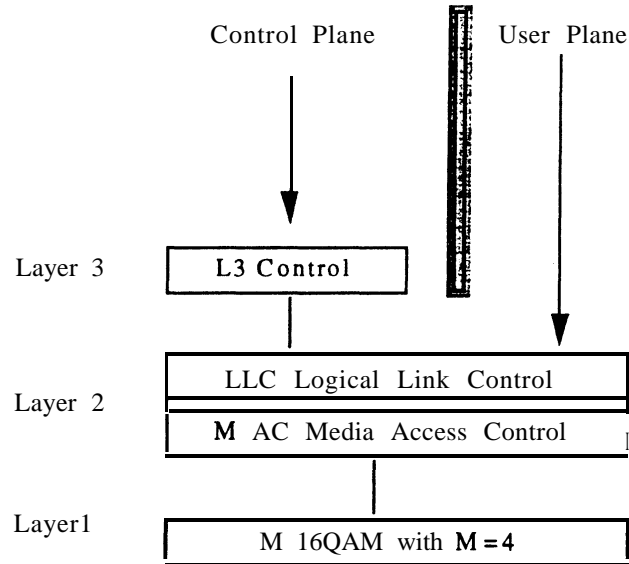 Control Plane
User Plane
Layer 3
L3 Control
LLC Logical Link Control
Layer 2
M AC Media Access Control
Layer1
M 16QAM with M=4